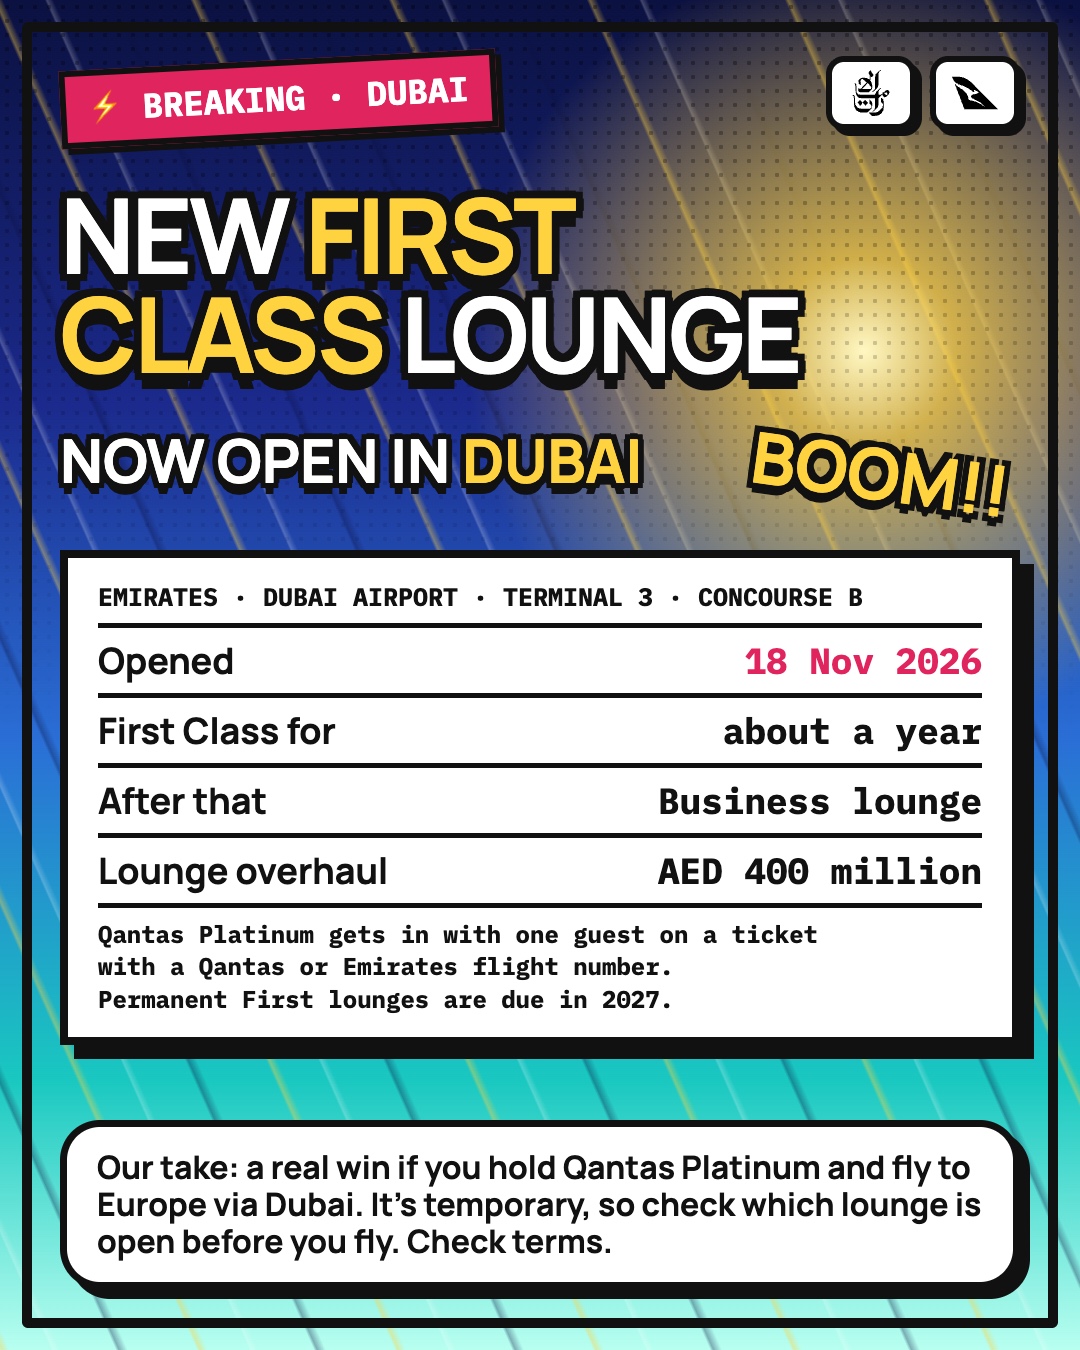 ⚡ BREAKING · DUBAI
NEW FIRST
CLASS LOUNGE
NOW OPEN IN DUBAI
BOOM!!
EMIRATES · DUBAI AIRPORT · TERMINAL 3 · CONCOURSE B
Opened 18 Nov 2026
First Class for about a year
After that Business lounge
Lounge overhaul AED 400 million
Qantas Platinum gets in with one guest on a ticket
with a Qantas or Emirates flight number.
Permanent First lounges are due in 2027.
Our take: a real win if you hold Qantas Platinum and fly to
Europe via Dubai. It’s temporary, so check which lounge is
open before you fly. Check terms.